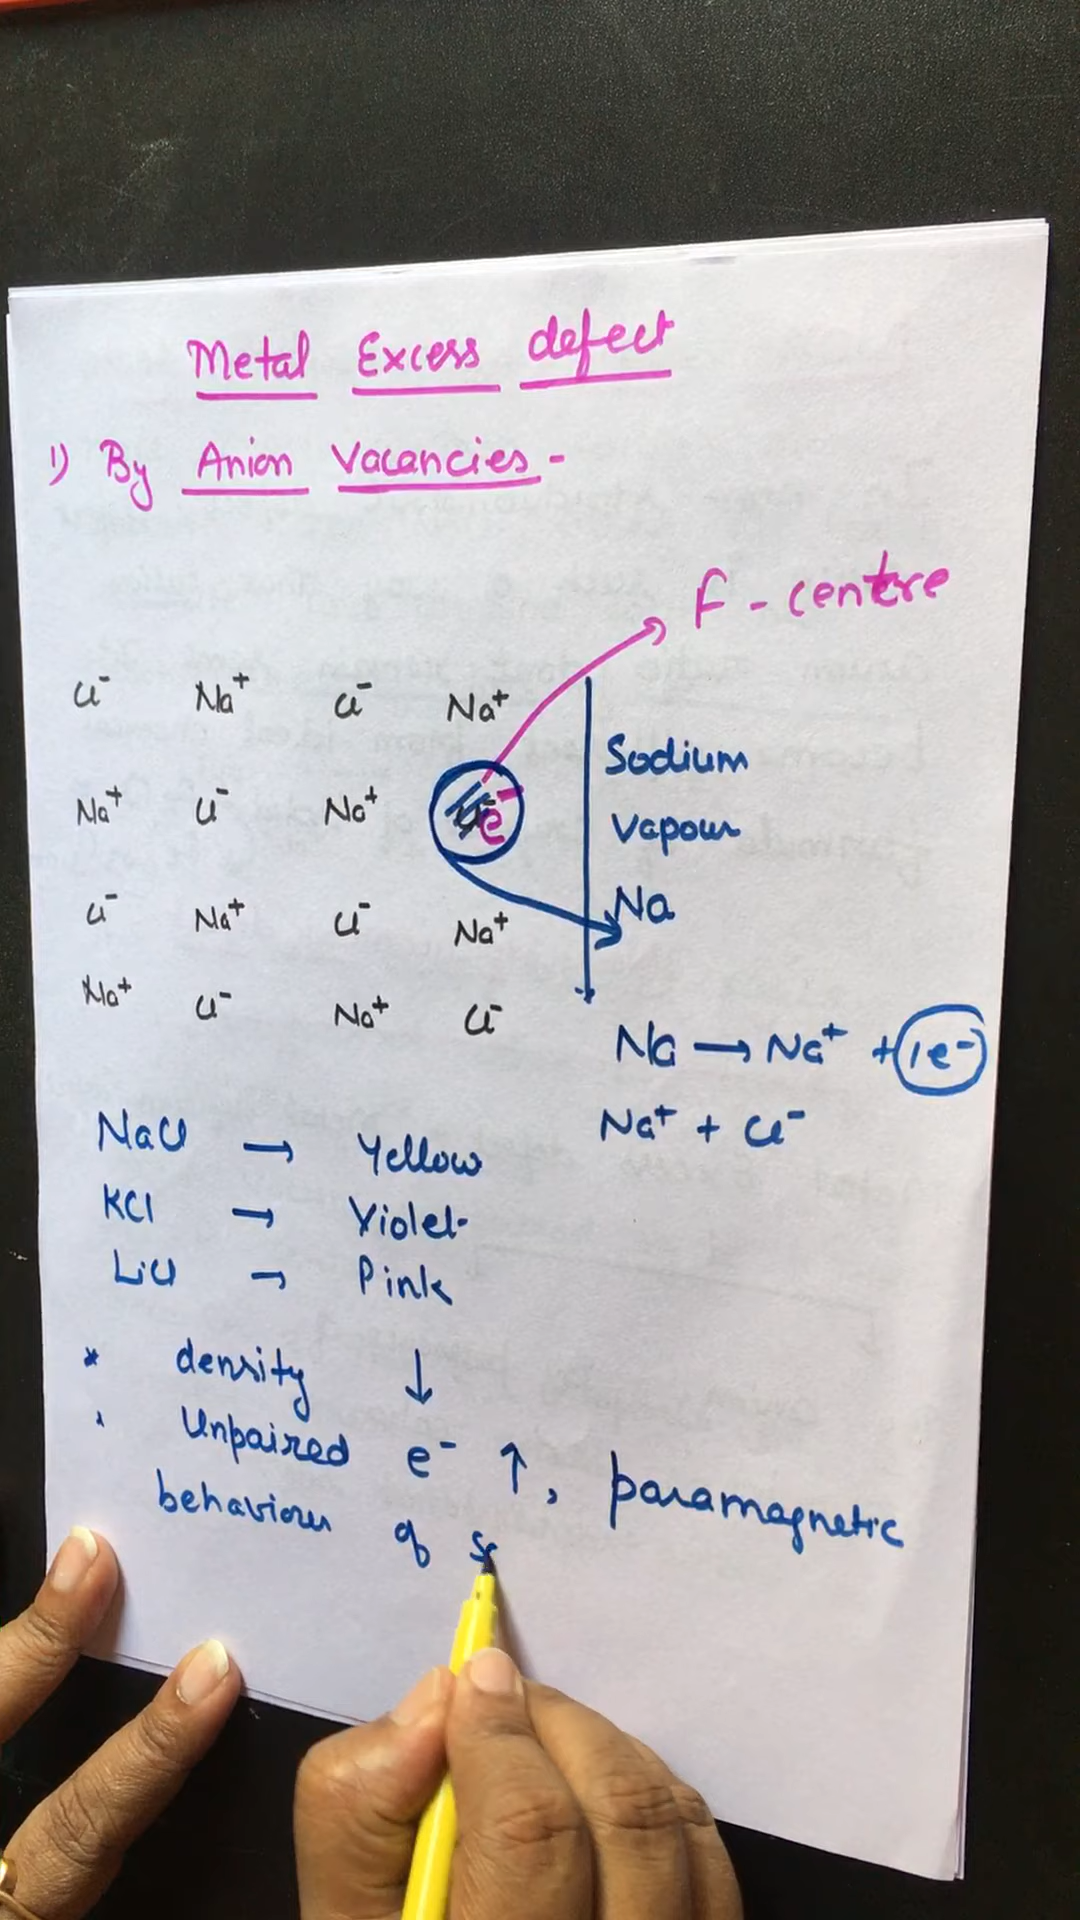 Metal Excess defect
1) By Anion Vacancies -
F - centre
Cl⁻ Na⁺ Cl⁻ Na⁺
Na⁺ Cl⁻ Na⁺ e⁻
Cl⁻ Na⁺ Cl⁻ Na⁺
Na⁺ Cl⁻ Na⁺ Cl⁻
Sodium
vapour
Na
Na → Na⁺ + 1e⁻
Na⁺ + Cl⁻
NaCl → Yellow
KCl → Violet
LiCl → Pink
* density ↓
* Unpaired e⁻ ↑, paramagnetic
behaviour of s